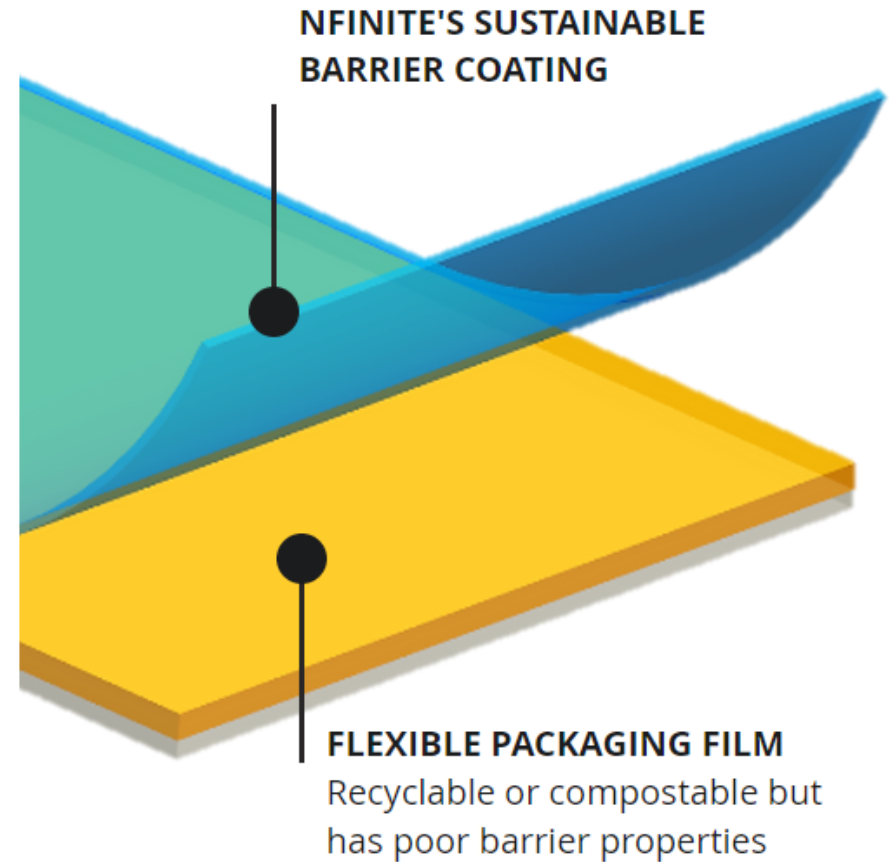 NFINITE'S SUSTAINABLE
BARRIER COATING
FLEXIBLE PACKAGING FILM
Recyclable or compostable but
has poor barrier properties